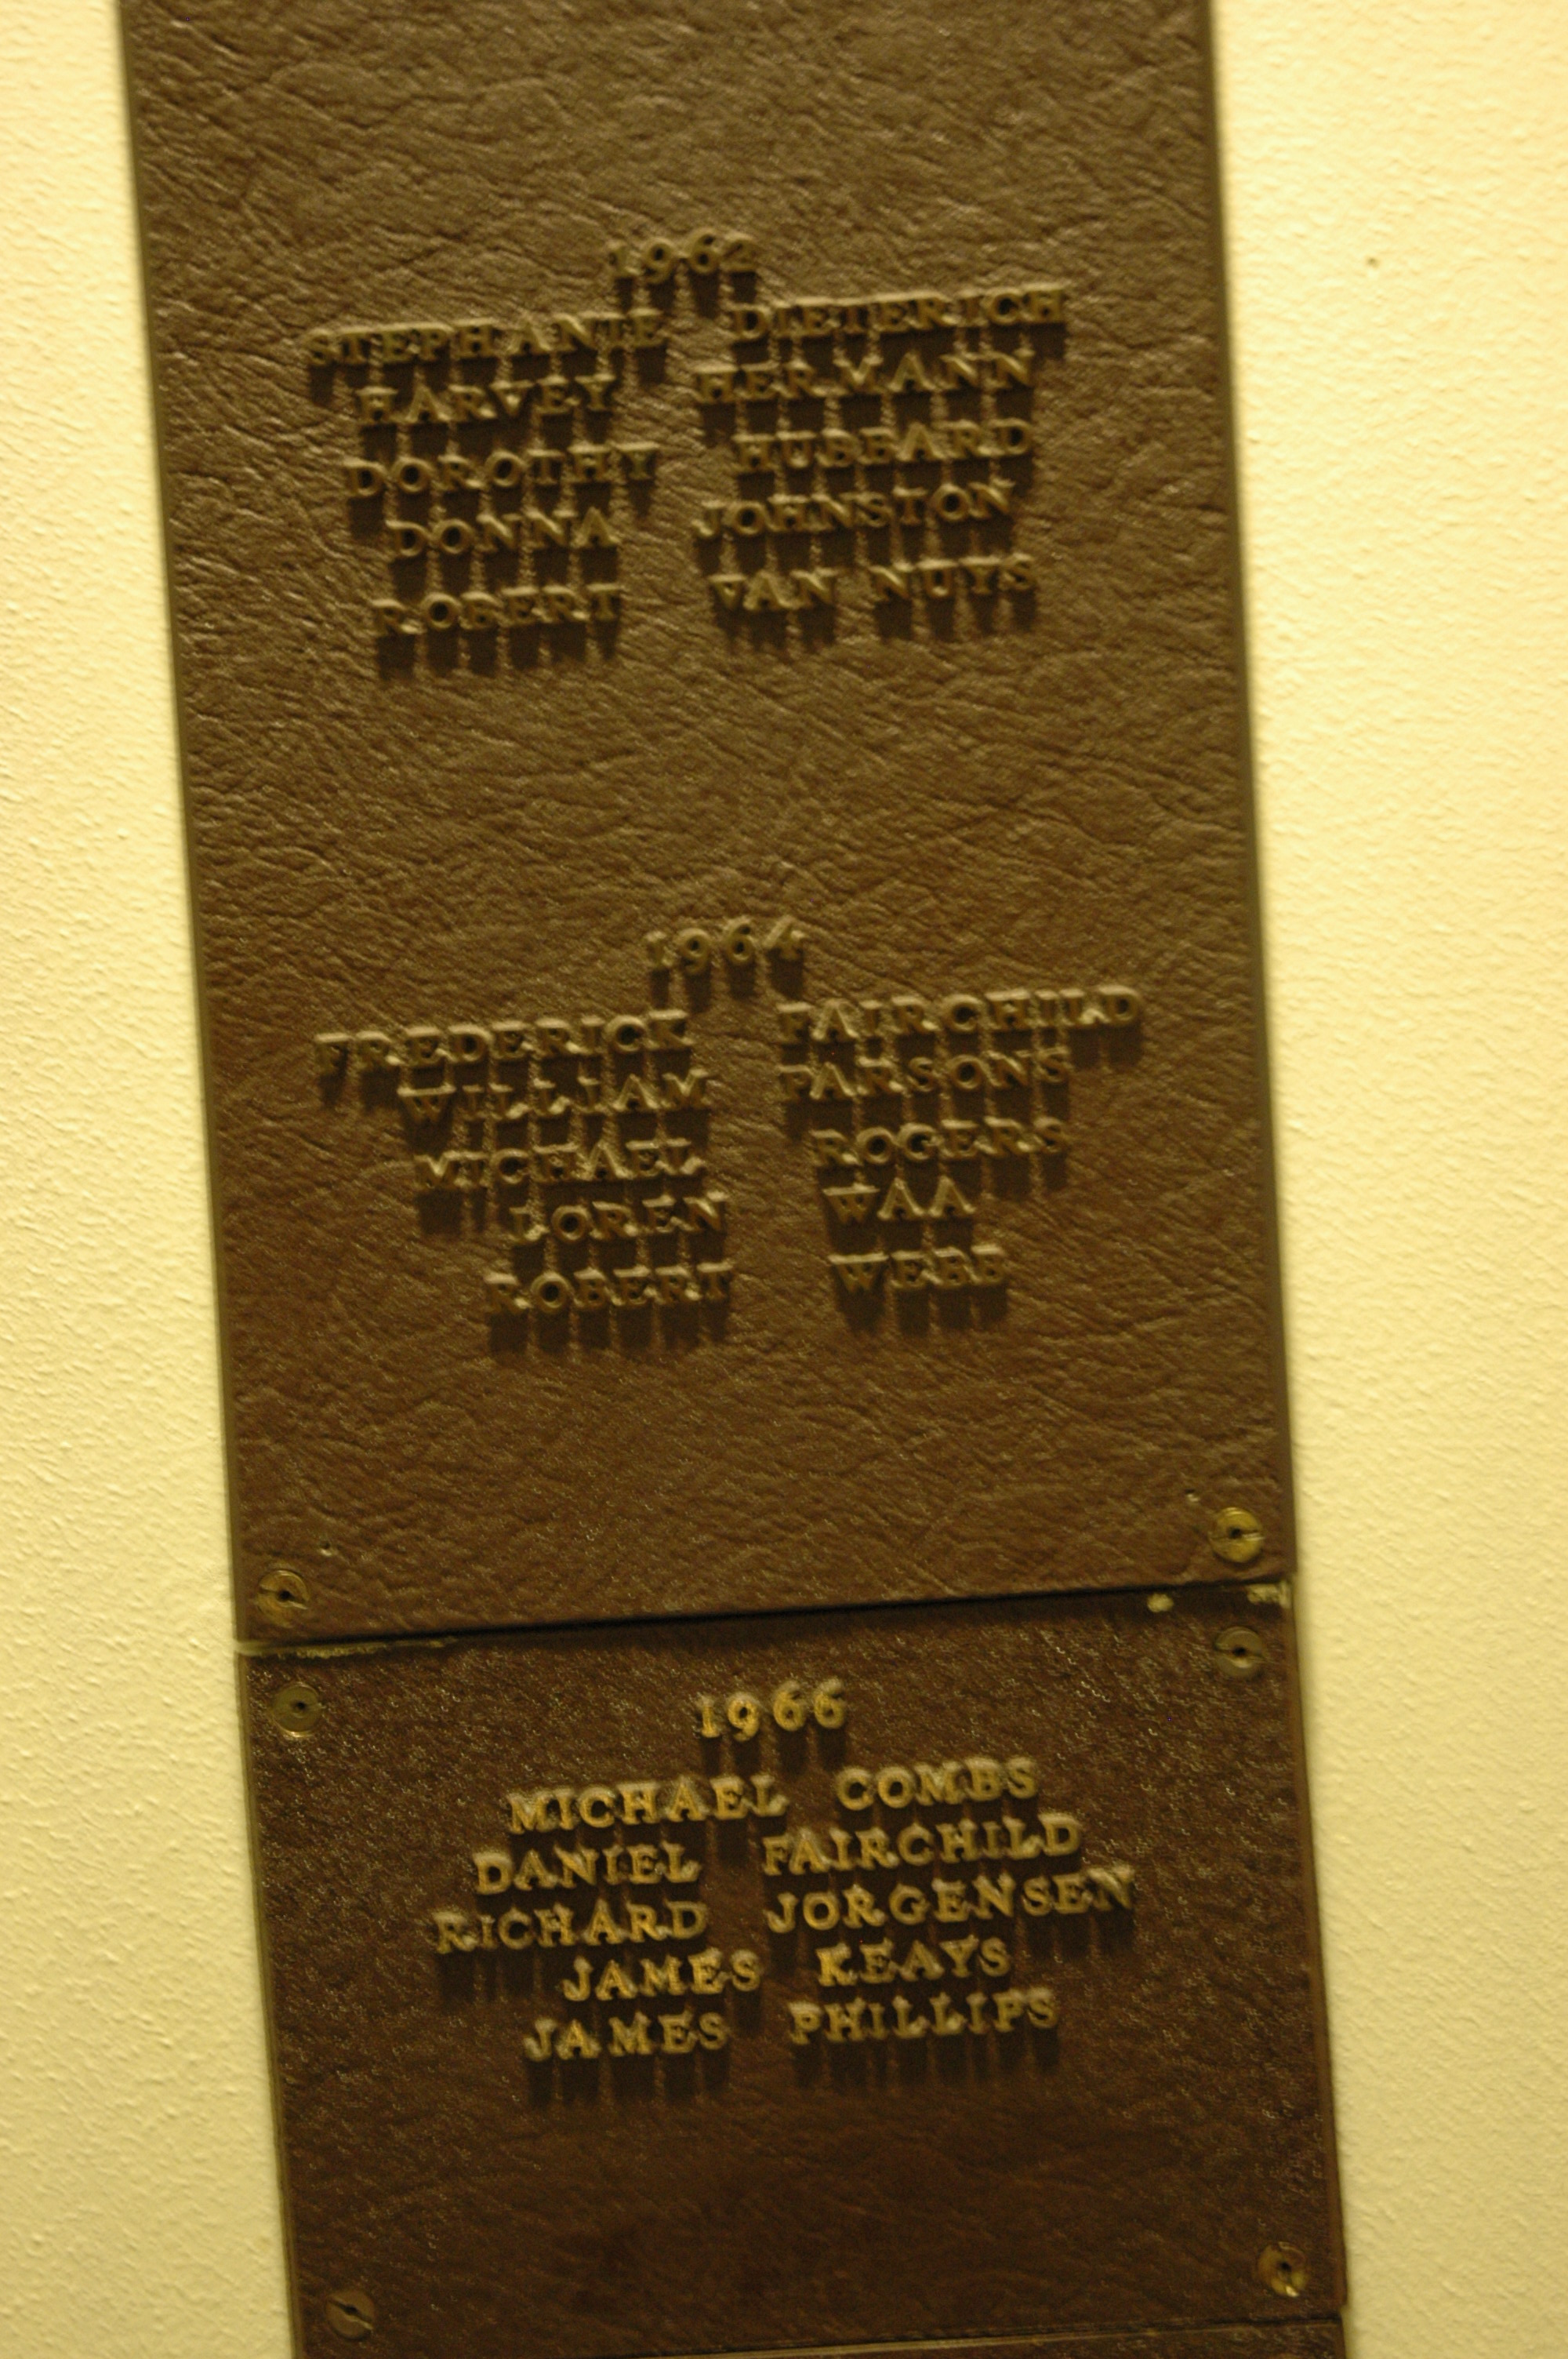 1962
STEPHANIE DIETERICH
HARVEY HERMANN
DOROTHY HUBBARD
DONNA JOHNSTON
ROBERT VAN NUYS
1964
FREDERICK FAIRCHILD
WILLIAM PARSONS
MICHAEL ROGERS
LOREN WAA
ROBERT WEBB
1966
MICHAEL COMBS
DANIEL FAIRCHILD
RICHARD JORGENSEN
JAMES KEAYS
JAMES PHILLIPS